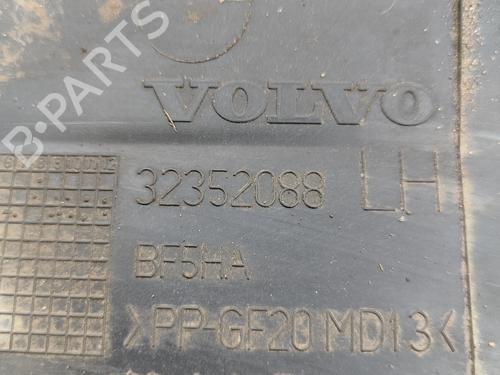 B-PARTS
VOLVO
32352088 LH
BF5HA
>PP-GF20 MD13<